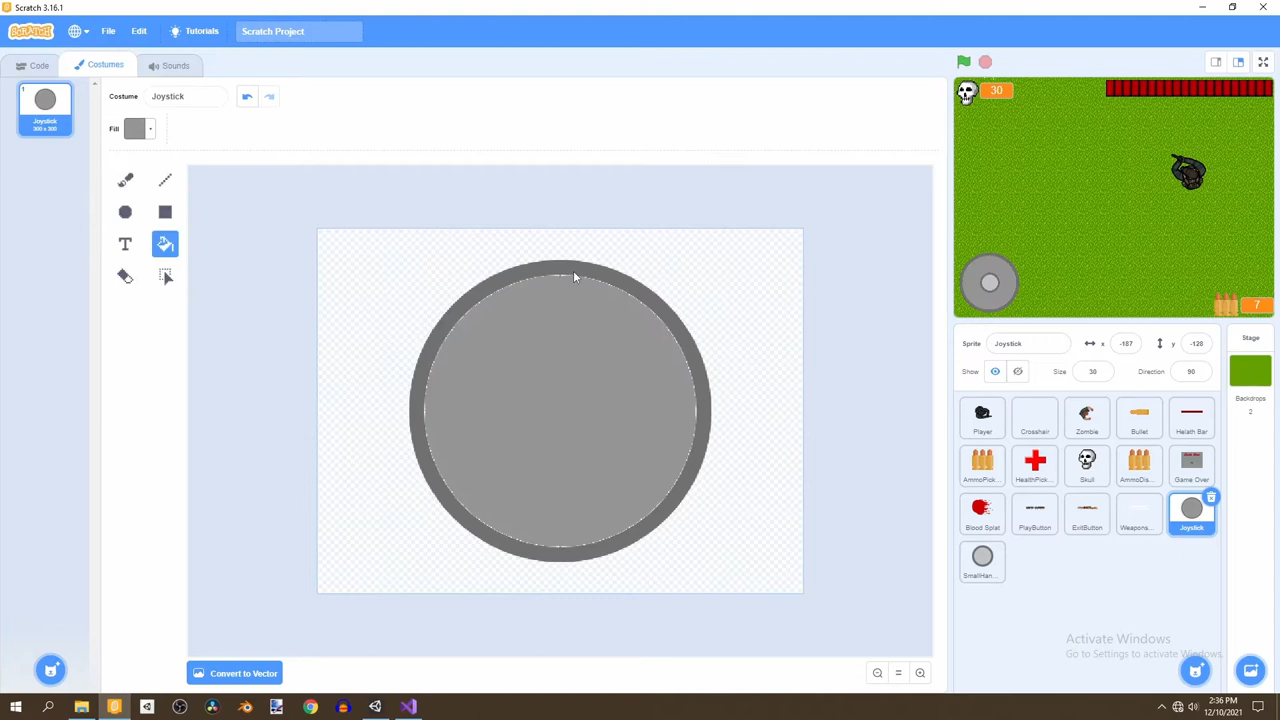 Scratch 3.16.1
SCRATCH File Edit Tutorials Scratch Project
Code Costumes Sounds
Costume Joystick
Fill
1
Joystick
300 x 300
T
Convert to Vector
30
7
Sprite Joystick x -187 y -128
Show Size 30 Direction 90
Stage
Backdrops
2
Player Crosshair Zombie Bullet Helath Bar
AmmoPick... HealthPick... Skull AmmoDis... Game Over
Blood Splat PlayButton ExitButton Weapons... Joystick
SmallHan...
Activate Windows
Go to Settings to activate Windows.
2:36 PM
12/10/2021